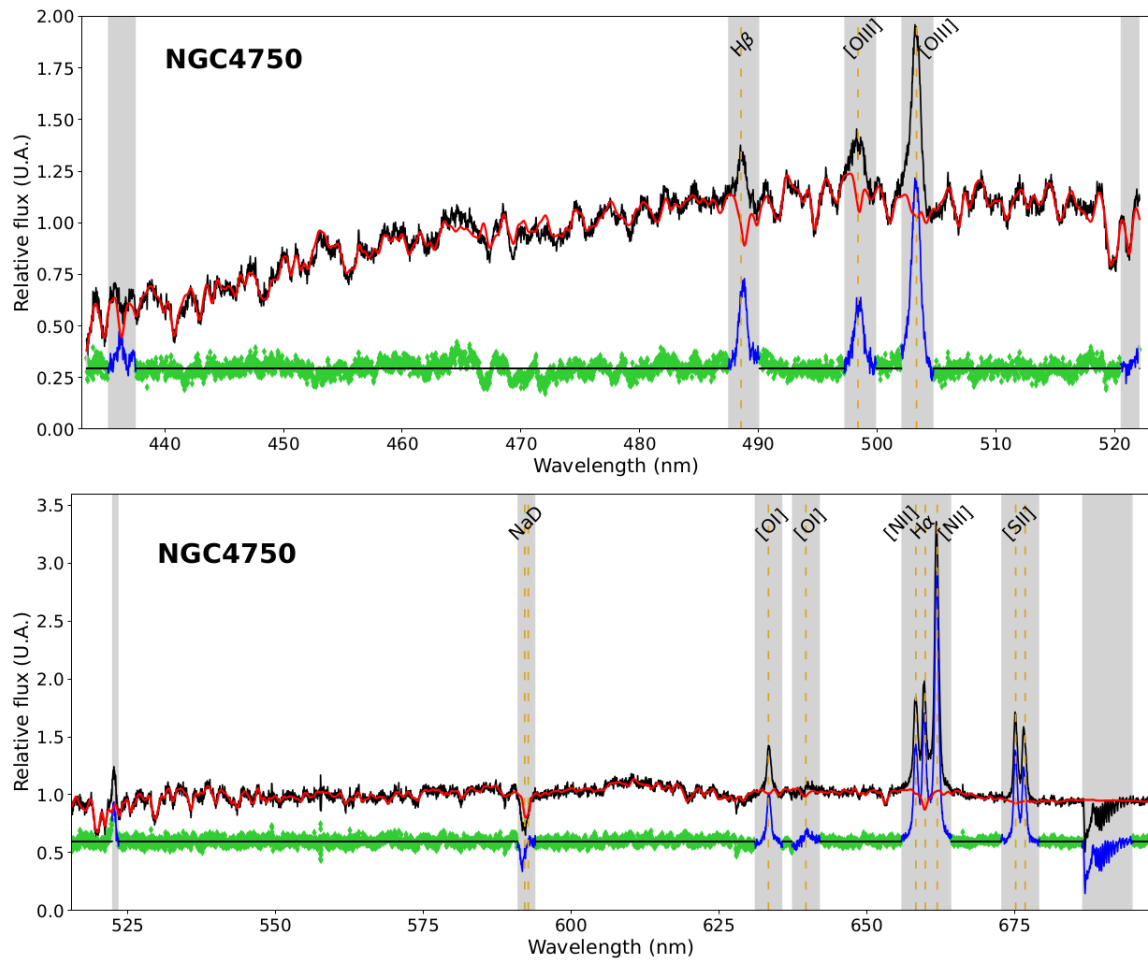 2.00
1.75
1.50
1.25
1.00
0.75
0.50
0.25
0.00
Relative flux (U.A.)
NGC4750
Hβ
[OIII]
[OIII]
440
450
460
470
480
490
500
510
520
Wavelength (nm)
3.5
3.0
2.5
2.0
1.5
1.0
0.5
0.0
Relative flux (U.A.)
NGC4750
NaD
[OI]
[OI]
[NII]
Hα
[NII]
[SII]
525
550
575
600
625
650
675
Wavelength (nm)